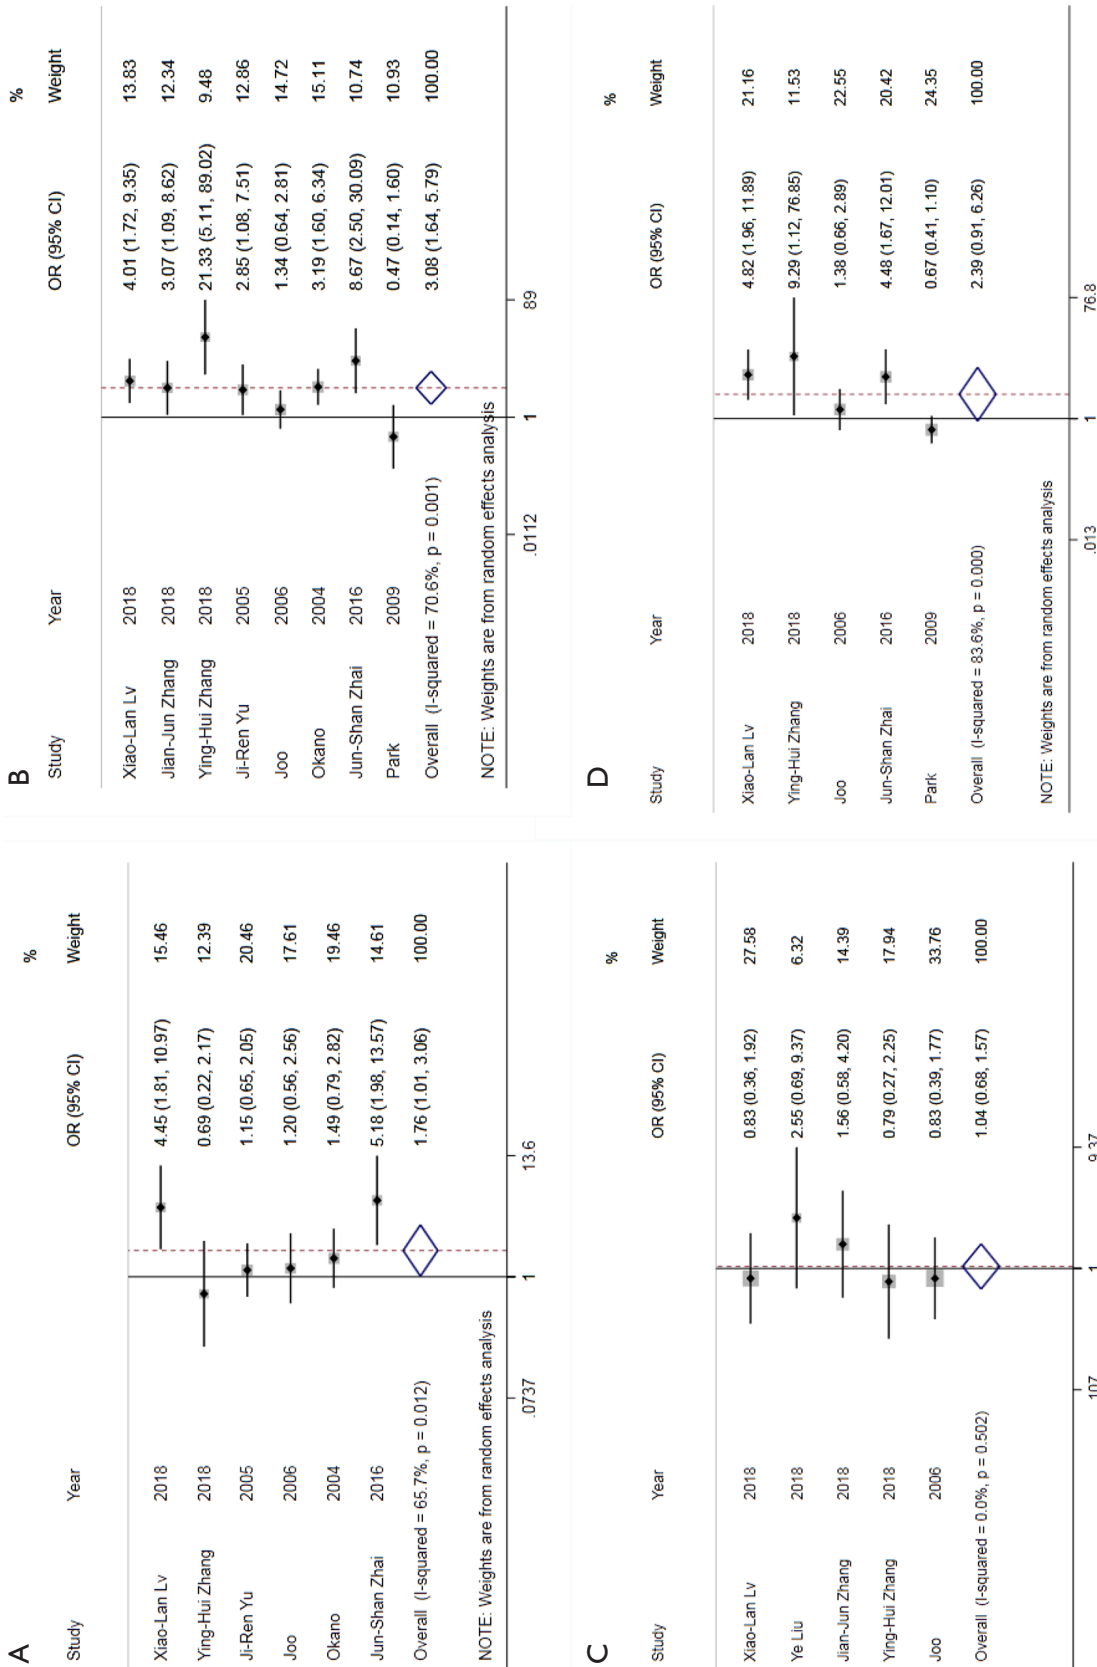 A
Study Year OR (95% CI) % Weight
Xiao-Lan Lv 2018 4.45 (1.81, 10.97) 15.46
Ying-Hui Zhang 2018 0.69 (0.22, 2.17) 12.39
Ji-Ren Yu 2005 1.15 (0.65, 2.05) 20.46
Joo 2006 1.20 (0.56, 2.56) 17.61
Okano 2004 1.49 (0.79, 2.82) 19.46
Jun-Shan Zhai 2016 5.18 (1.98, 13.57) 14.61
Overall (I-squared = 65.7%, p = 0.012) 1.76 (1.01, 3.06) 100.00
NOTE: Weights are from random effects analysis
.0737 1 13.6
B
Study Year OR (95% CI) % Weight
Xiao-Lan Lv 2018 4.01 (1.72, 9.35) 13.83
Jian-Jun Zhang 2018 3.07 (1.09, 8.62) 12.34
Ying-Hui Zhang 2018 21.33 (5.11, 89.02) 9.48
Ji-Ren Yu 2005 2.85 (1.08, 7.51) 12.86
Joo 2006 1.34 (0.64, 2.81) 14.72
Okano 2004 3.19 (1.60, 6.34) 15.11
Jun-Shan Zhai 2016 8.67 (2.50, 30.09) 10.74
Park 2009 0.47 (0.14, 1.60) 10.93
Overall (I-squared = 70.6%, p = 0.001) 3.08 (1.64, 5.79) 100.00
NOTE: Weights are from random effects analysis
.0112 1 89
C
Study Year OR (95% CI) % Weight
Xiao-Lan Lv 2018 0.83 (0.36, 1.92) 27.58
Ye Liu 2018 2.55 (0.69, 9.37) 6.32
Jian-Jun Zhang 2018 1.56 (0.58, 4.20) 14.39
Ying-Hui Zhang 2018 0.79 (0.27, 2.25) 17.94
Joo 2006 0.83 (0.39, 1.77) 33.76
Overall (I-squared = 0.0%, p = 0.502) 1.04 (0.68, 1.57) 100.00
107 1 9.37
D
Study Year OR (95% CI) % Weight
Xiao-Lan Lv 2018 4.82 (1.96, 11.89) 21.16
Ying-Hui Zhang 2018 9.29 (1.12, 76.85) 11.53
Joo 2006 1.38 (0.66, 2.89) 22.55
Jun-Shan Zhai 2016 4.48 (1.67, 12.01) 20.42
Park 2009 0.67 (0.41, 1.10) 24.35
Overall (I-squared = 83.6%, p = 0.000) 2.39 (0.91, 6.26) 100.00
NOTE: Weights are from random effects analysis
.013 1 76.8